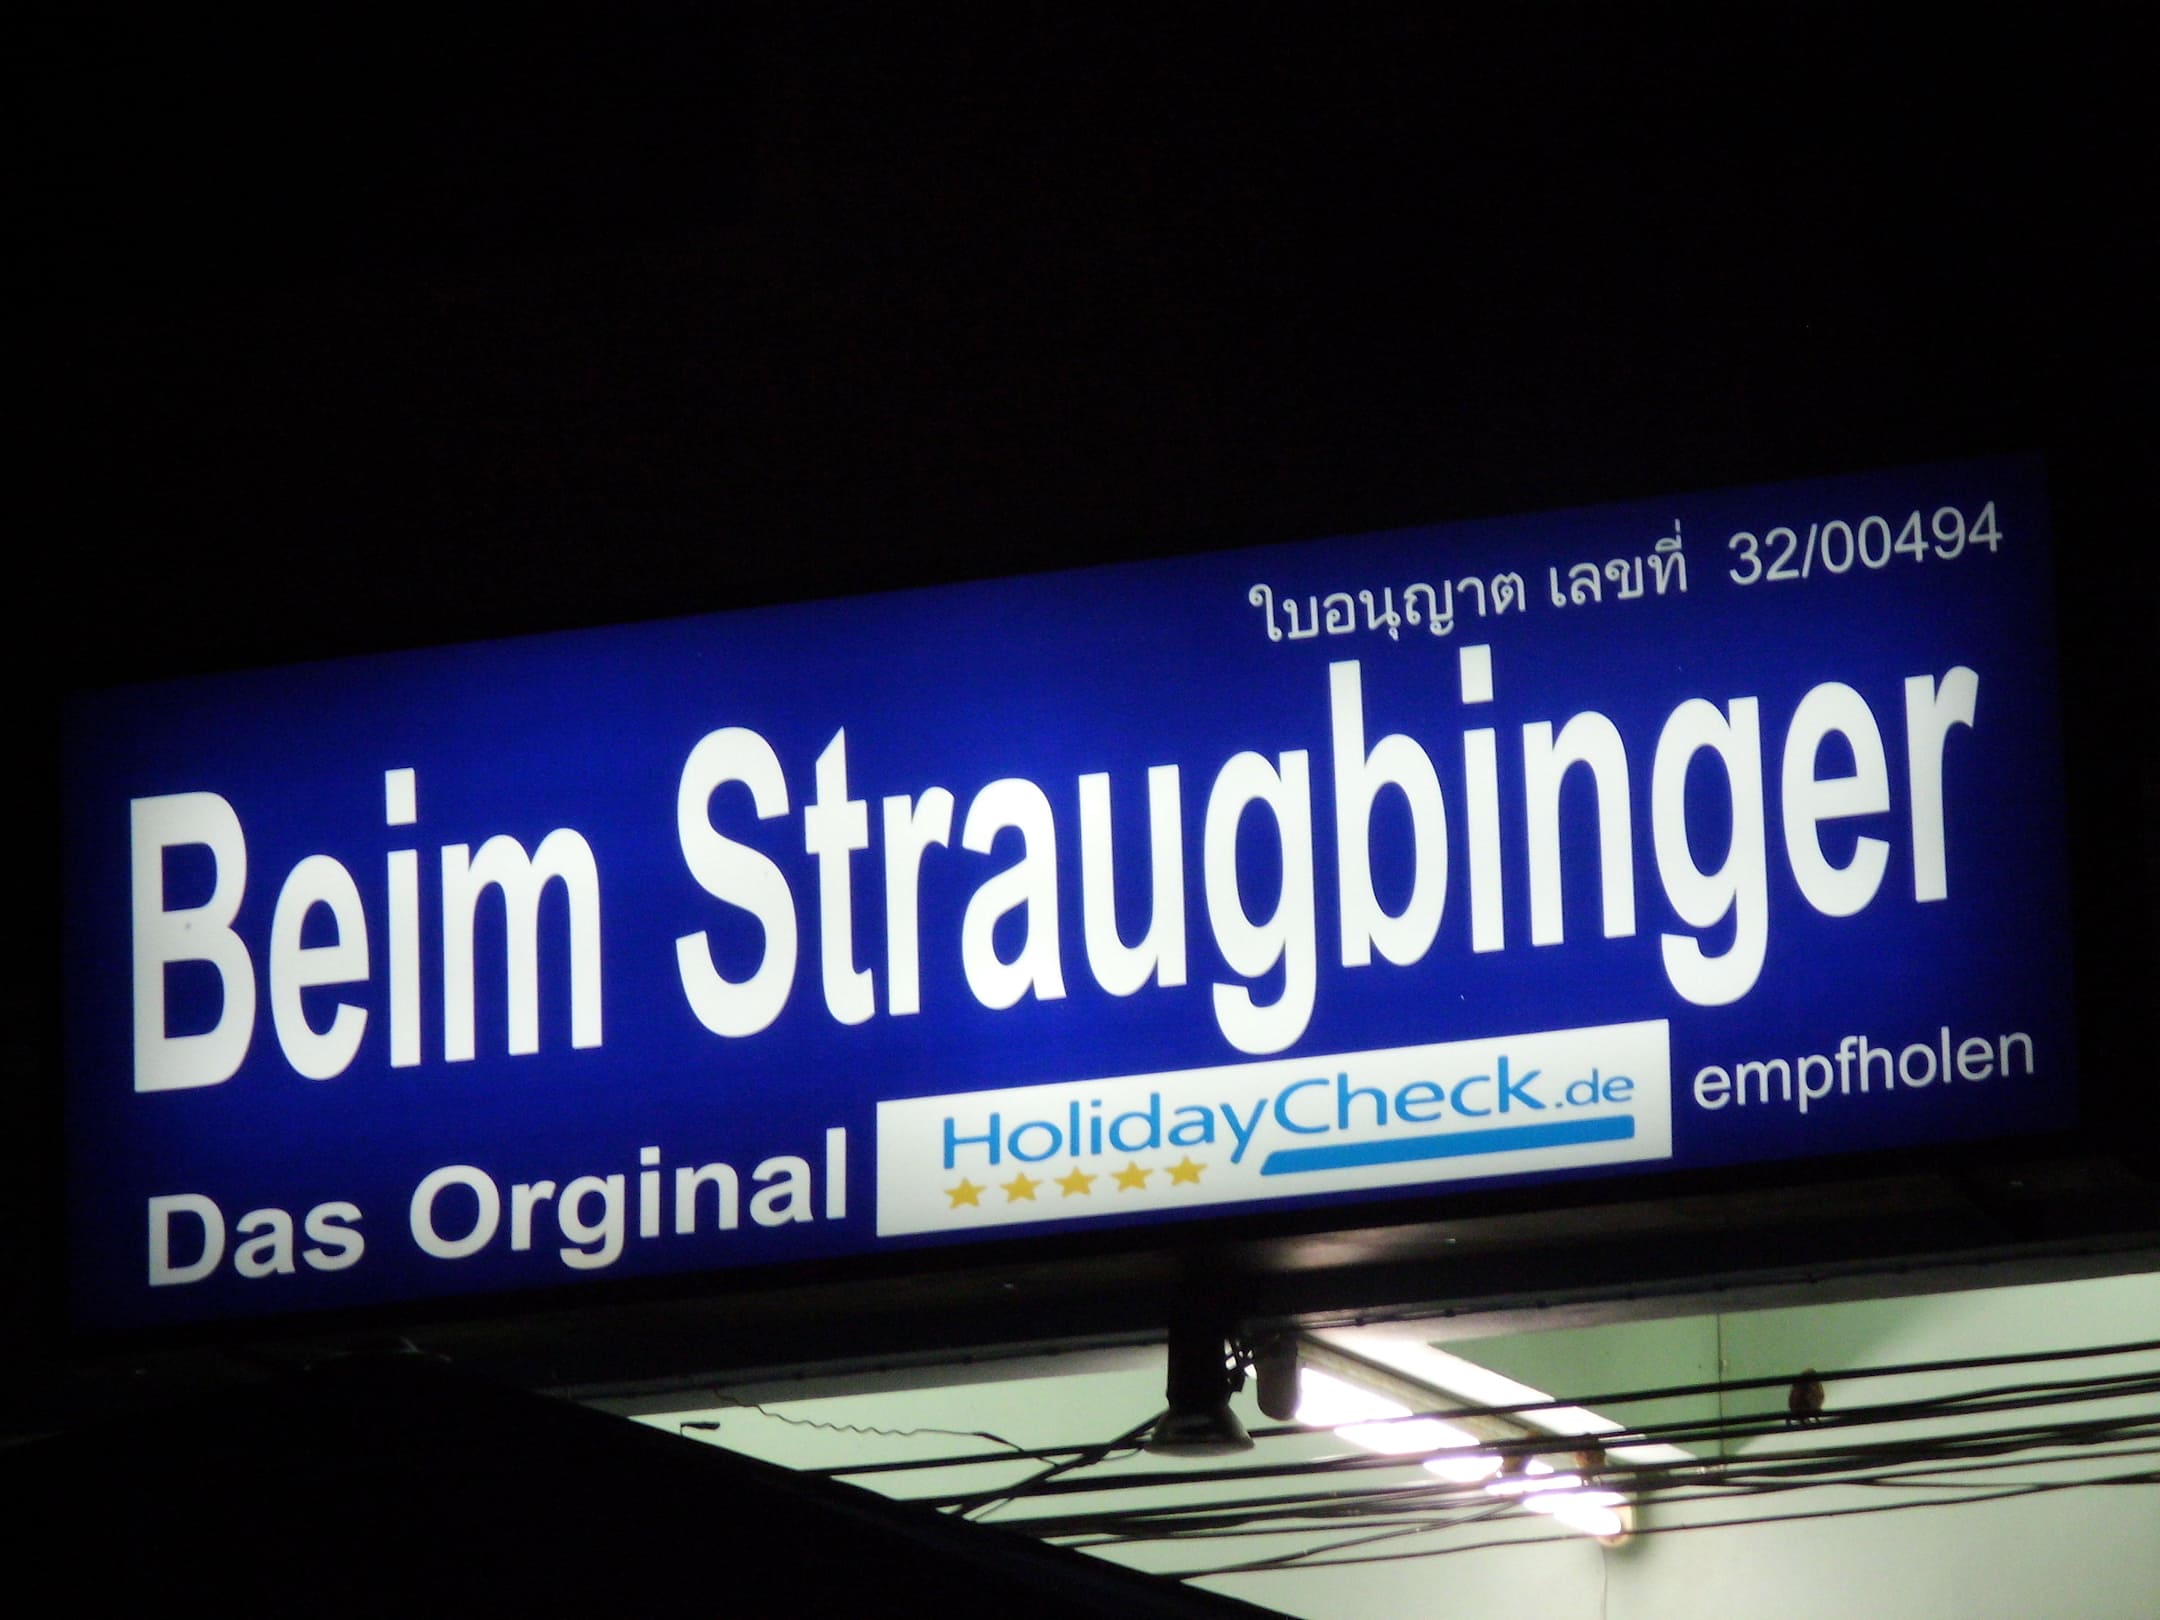 ใบอนุญาต เลขที่ 32/00494
Beim Straugbinger
Das Orginal HolidayCheck.de empfholen